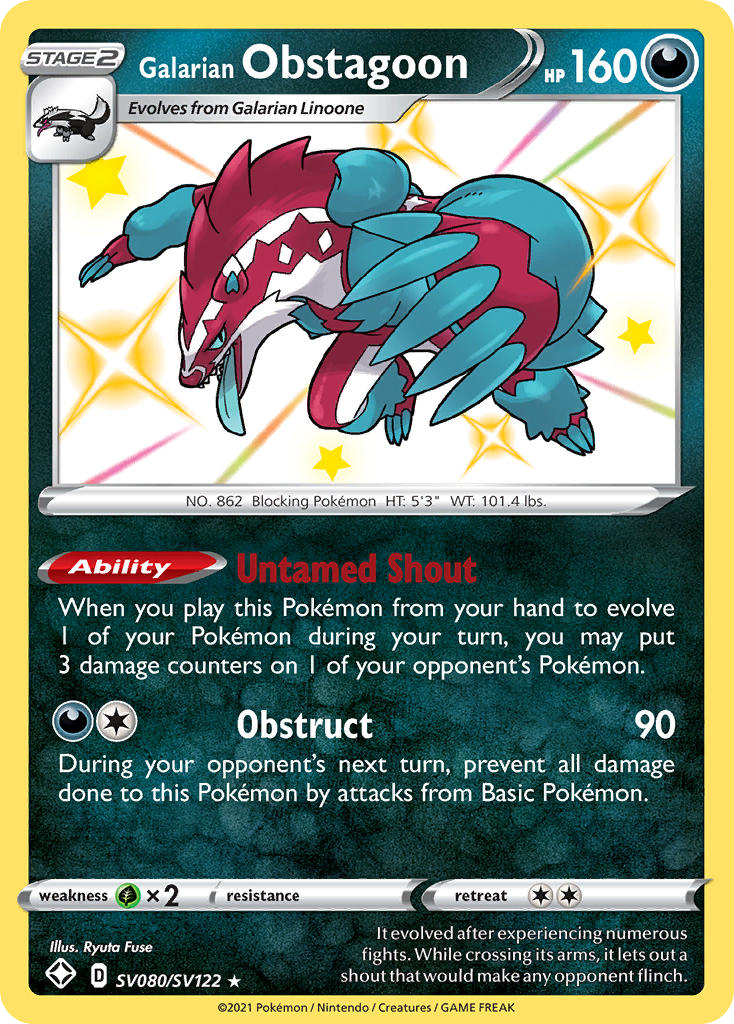 STAGE2
Galarian Obstagoon
HP 160
Evolves from Galarian Linoone
NO. 862 Blocking Pokémon HT: 5'3" WT: 101.4 lbs.
Ability Untamed Shout
When you play this Pokémon from your hand to evolve
1 of your Pokémon during your turn, you may put
3 damage counters on 1 of your opponent's Pokémon.
Obstruct 90
During your opponent's next turn, prevent all damage
done to this Pokémon by attacks from Basic Pokémon.
weakness ×2 resistance retreat
Illus. Ryuta Fuse
It evolved after experiencing numerous
fights. While crossing its arms, it lets out a
shout that would make any opponent flinch.
D SV080/SV122 ★
©2021 Pokémon / Nintendo / Creatures / GAME FREAK